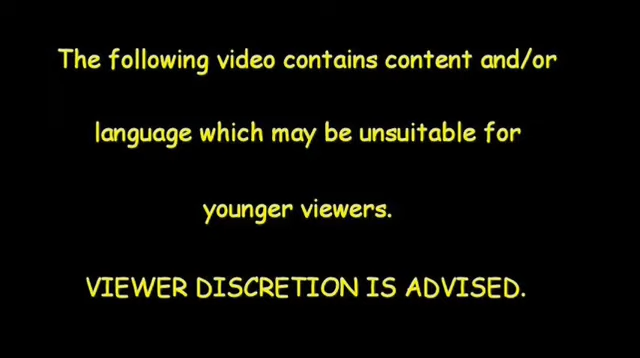 The following video contains content and/or
language which may be unsuitable for
younger viewers.
VIEWER DISCRETION IS ADVISED.